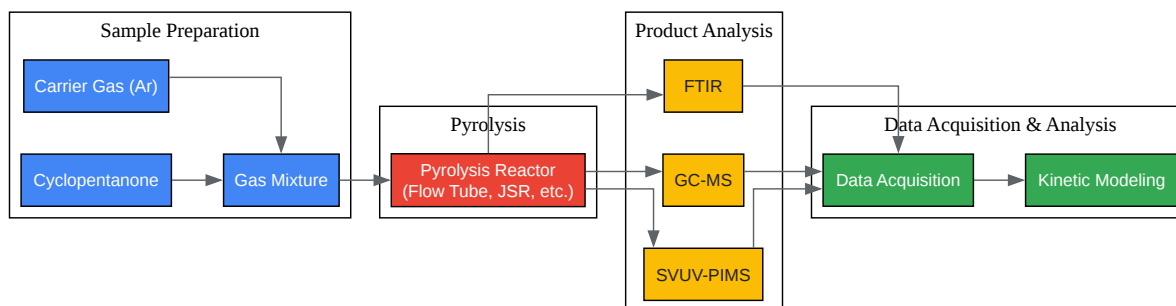 Sample Preparation
Carrier Gas (Ar)
Cyclopentanone
Gas Mixture
Pyrolysis
Pyrolysis Reactor
(Flow Tube, JSR, etc.)
Product Analysis
FTIR
GC-MS
SVUV-PIMS
Data Acquisition & Analysis
Data Acquisition
Kinetic Modeling